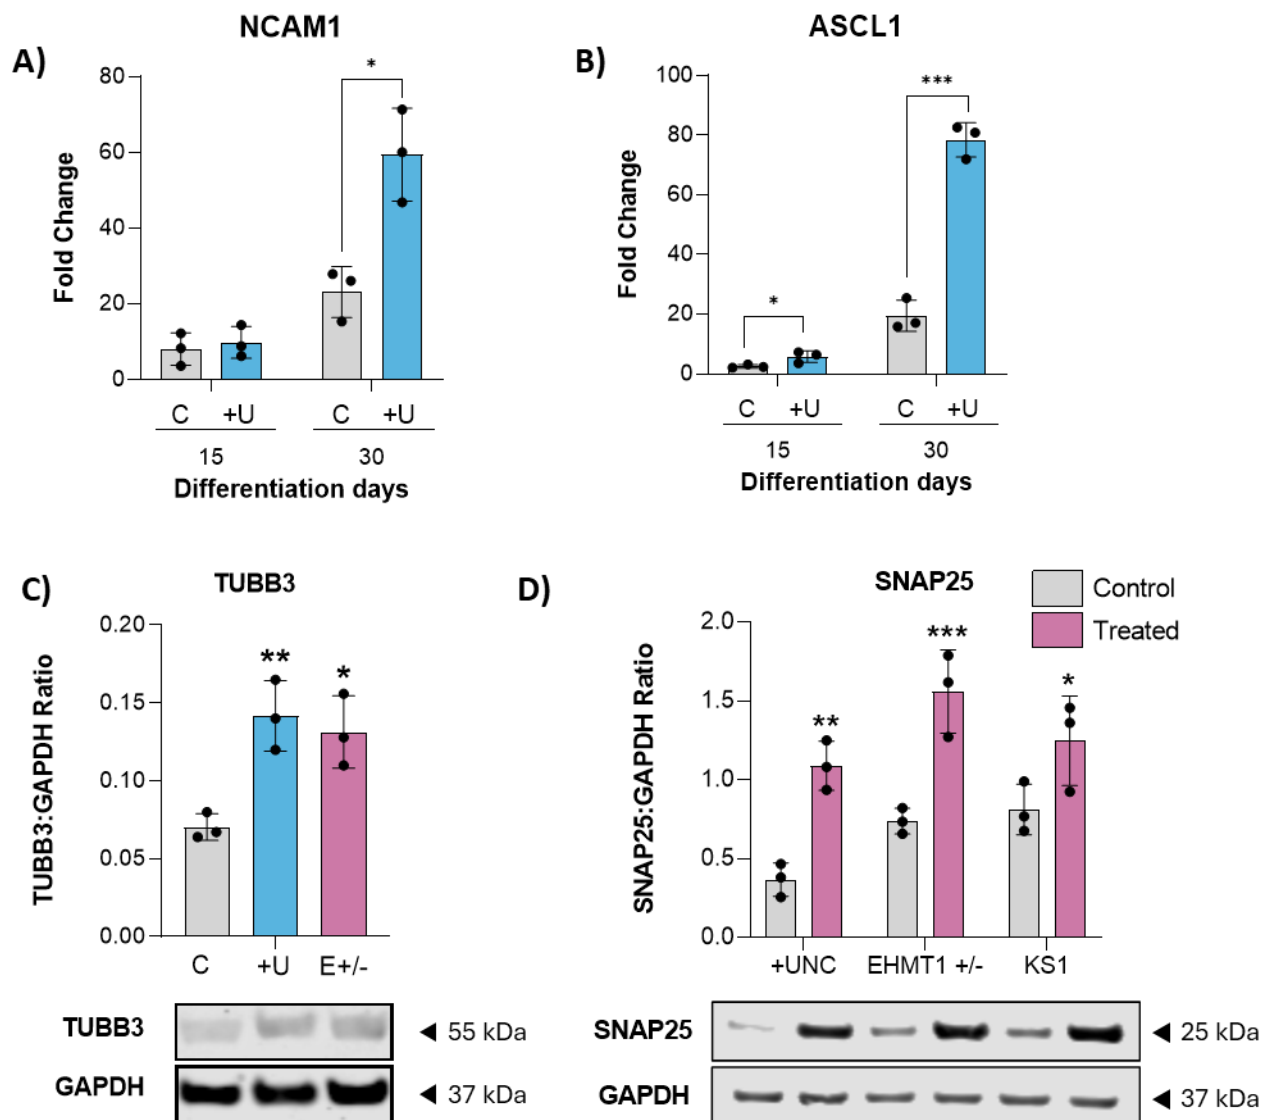 NCAM1
A)
*
80
60
40
20
0
Fold Change
C +U C +U
15 30
Differentiation days
ASCL1
B)
***
*
100
80
60
40
20
0
Fold Change
C +U C +U
15 30
Differentiation days
C)
TUBB3
** *
0.20
0.15
0.10
0.05
0.00
TUBB3:GAPDH Ratio
C +U E+/-
TUBB3 ◄ 55 kDa
GAPDH ◄ 37 kDa
D)
SNAP25
Control
Treated
***
** *
2.0
1.5
1.0
0.5
0.0
SNAP25:GAPDH Ratio
+UNC EHMT1 +/- KS1
SNAP25 ◄ 25 kDa
GAPDH ◄ 37 kDa